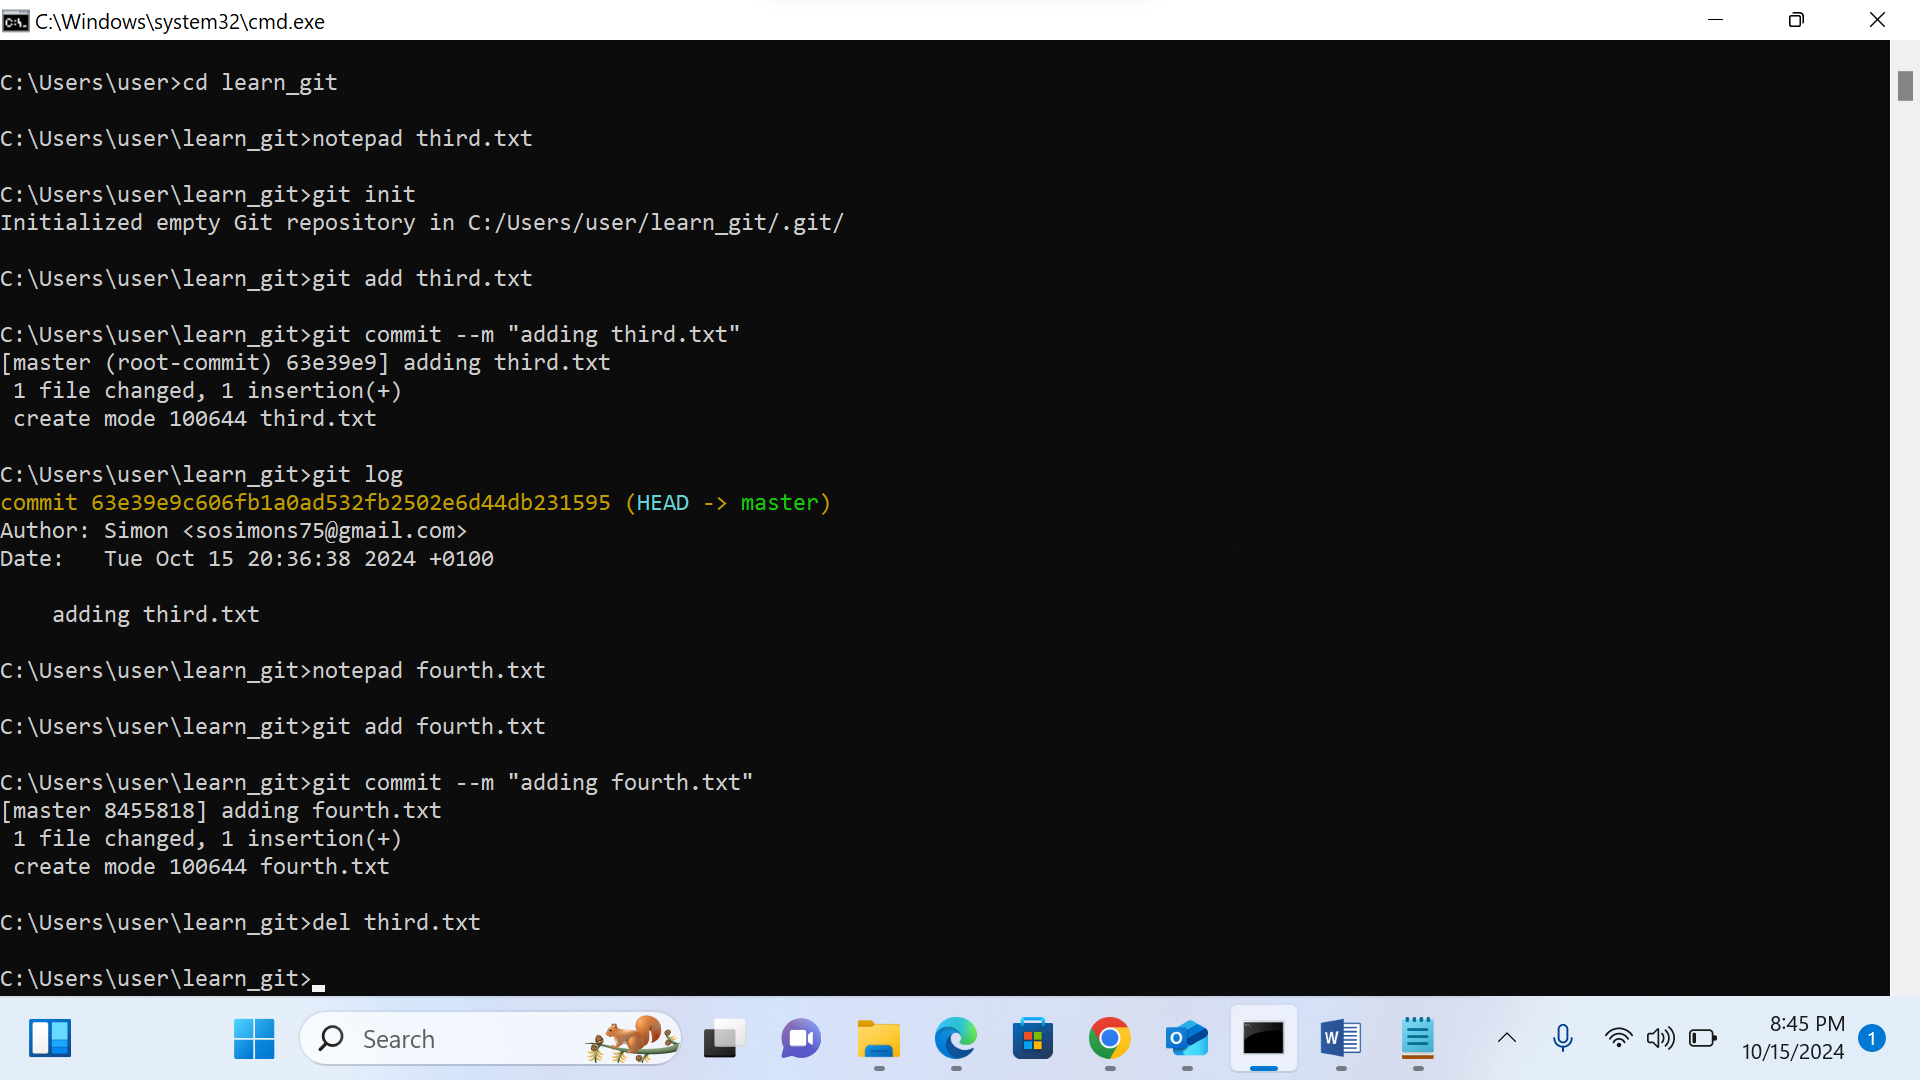 C:\Windows\system32\cmd.exe
C:\Users\user>cd learn_git
C:\Users\user\learn_git>notepad third.txt
C:\Users\user\learn_git>git init
Initialized empty Git repository in C:/Users/user/learn_git/.git/
C:\Users\user\learn_git>git add third.txt
C:\Users\user\learn_git>git commit --m "adding third.txt"
[master (root-commit) 63e39e9] adding third.txt
 1 file changed, 1 insertion(+)
 create mode 100644 third.txt
C:\Users\user\learn_git>git log
commit 63e39e9c606fb1a0ad532fb2502e6d44db231595 (HEAD -> master)
Author: Simon <sosimons75@gmail.com>
Date:   Tue Oct 15 20:36:38 2024 +0100
    adding third.txt
C:\Users\user\learn_git>notepad fourth.txt
C:\Users\user\learn_git>git add fourth.txt
C:\Users\user\learn_git>git commit --m "adding fourth.txt"
[master 8455818] adding fourth.txt
 1 file changed, 1 insertion(+)
 create mode 100644 fourth.txt
C:\Users\user\learn_git>del third.txt
C:\Users\user\learn_git>
Search
8:45 PM
10/15/2024
1